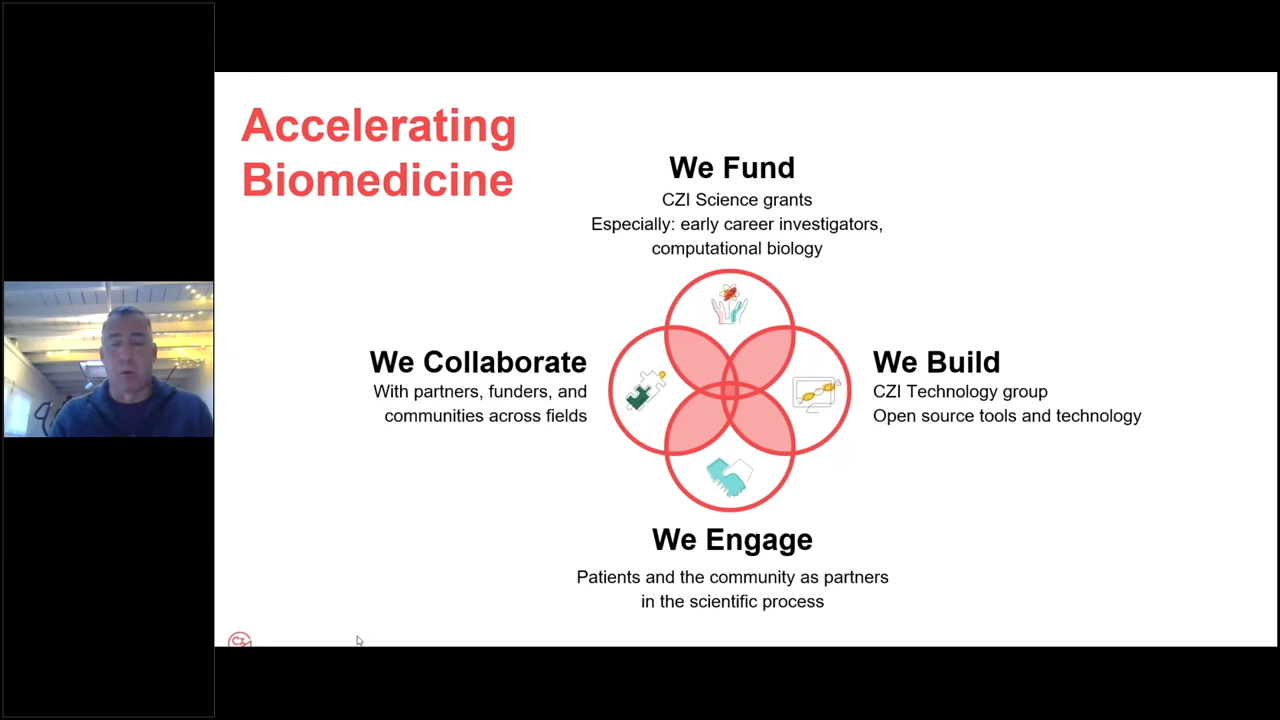 Accelerating
Biomedicine
We Fund
CZI Science grants
Especially: early career investigators,
computational biology
We Collaborate
With partners, funders, and
communities across fields
We Build
CZI Technology group
Open source tools and technology
We Engage
Patients and the community as partners
in the scientific process
CZI